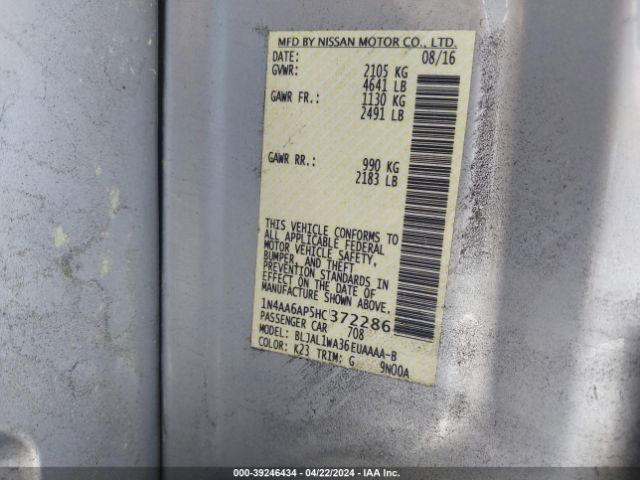 MFD BY NISSAN MOTOR CO., LTD.
DATE: 08/16
GVWR: 2105 KG
4641 LB
GAWR FR.: 1130 KG
2491 LB
GAWR RR.: 990 KG
2183 LB
THIS VEHICLE CONFORMS TO
ALL APPLICABLE FEDERAL
MOTOR VEHICLE SAFETY,
BUMPER, AND THEFT
PREVENTION STANDARDS IN
EFFECT ON THE DATE OF
MANUFACTURE SHOWN ABOVE.
1N4AA6AP5HC372286
PASSENGER CAR 708
MODEL: BLJAL1WA36EUAAAA-B
COLOR: K23 TRIM: G 9N00A
000-39246434 - 04/22/2024 - IAA Inc.